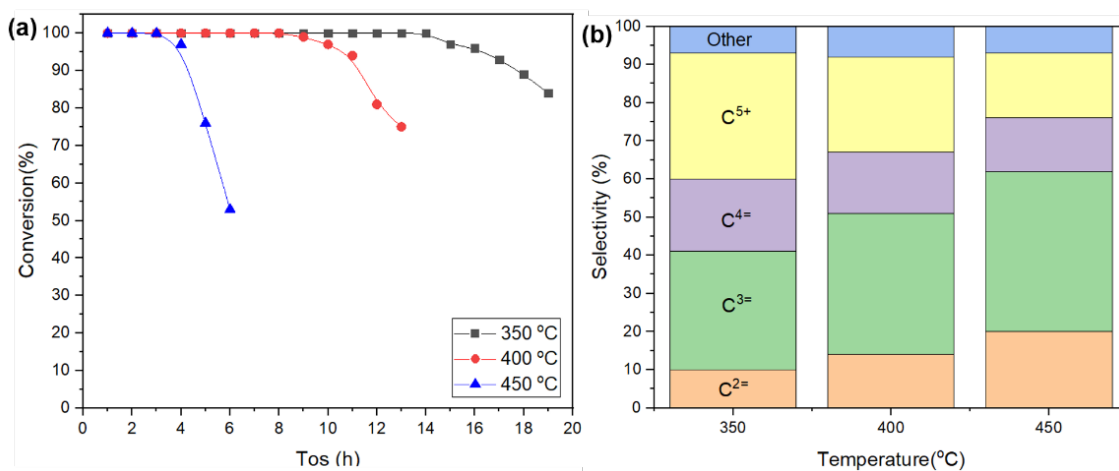 (a)
Conversion(%)
100
90
80
70
60
50
40
30
20
10
0
350 ºC
400 ºC
450 ºC
0 2 4 6 8 10 12 14 16 18 20
Tos (h)
(b)
Selectivity (%)
100
90
80
70
60
50
40
30
20
10
0
Other
C5+
C4=
C3=
C2=
350 400 450
Temperature(ºC)